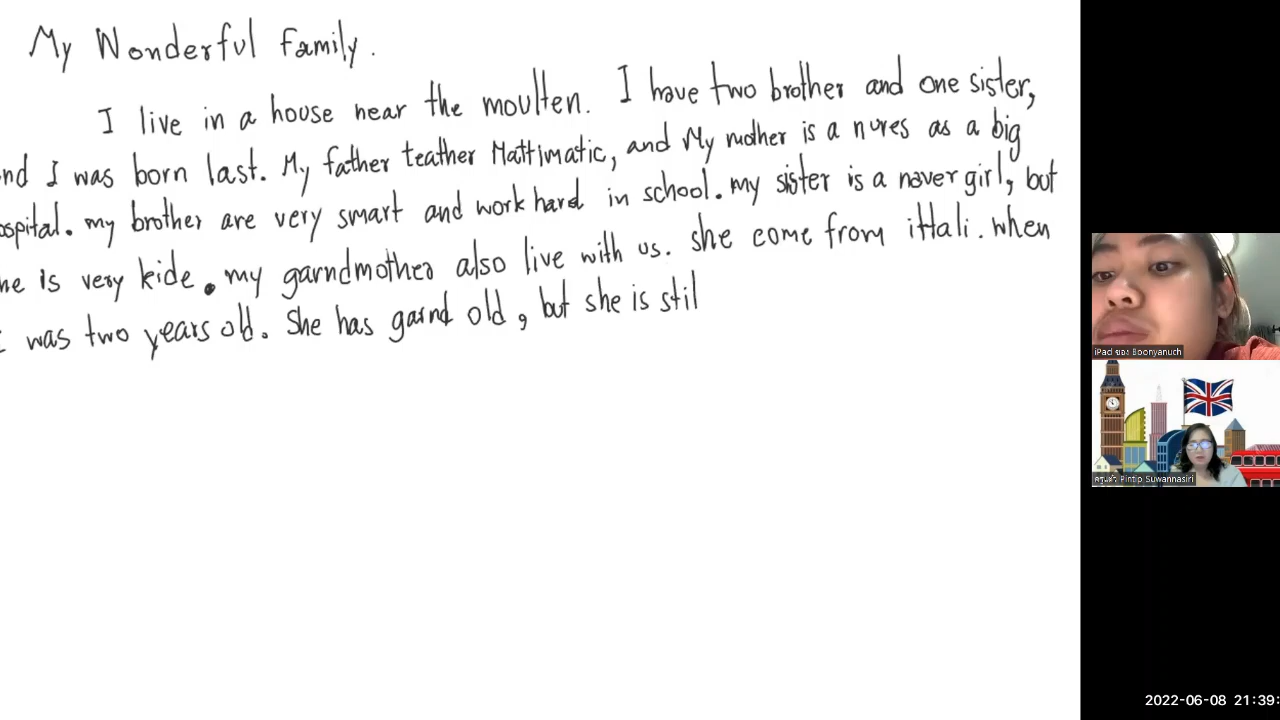 My Wonderful family.
I live in a house near the moulten. I have two brother and one sister,
nd I was born last. My father teather Mattimatic, and My mother is a nures as a big
ospital. my brother are very smart and work hard in school. my sister is a naver girl, but
he is very kide. my garndmother also live with us. she come from ittali. when
I was two years old. She has garnd old, but she is stil
iPad ของ Boonyanuch
Pintip Suwannasiri
2022-06-08 21:39: